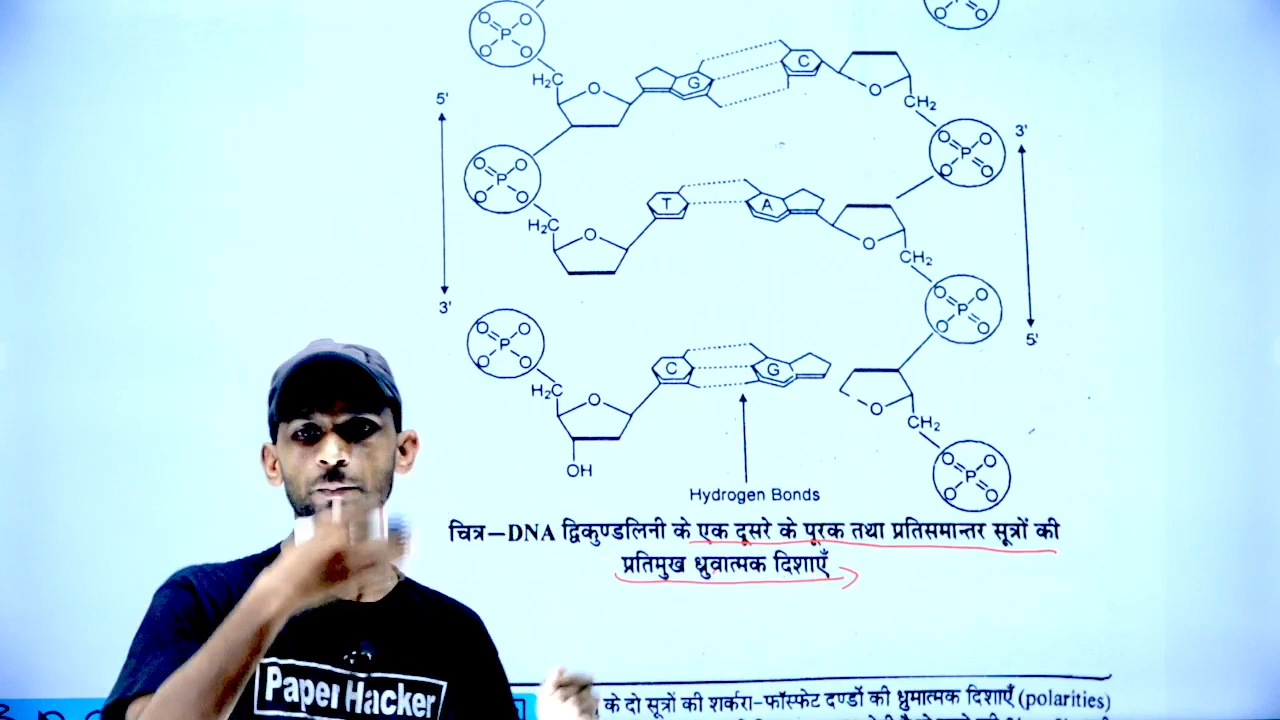 P
O
O
O
O
P
O
O
H₂C
O
G
C
O
CH₂
5'
3'
P
O
O
O
O
P
O
O
O
O
H₂C
O
T
A
O
CH₂
3'
5'
P
O
O
O
O
P
O
O
O
O
H₂C
O
C
G
O
CH₂
OH
P
O
O
O
O
Hydrogen Bonds
चित्र–DNA द्विकुण्डलिनी के एक दूसरे के पूरक तथा प्रतिसमान्तर सूत्रों की
प्रतिमुख ध्रुवात्मक दिशाएँ
Paper Hacker
के दो सूत्रों की शर्करा-फॉस्फेट दण्डों की ध्रुमात्मक दिशाएँ (polarities)